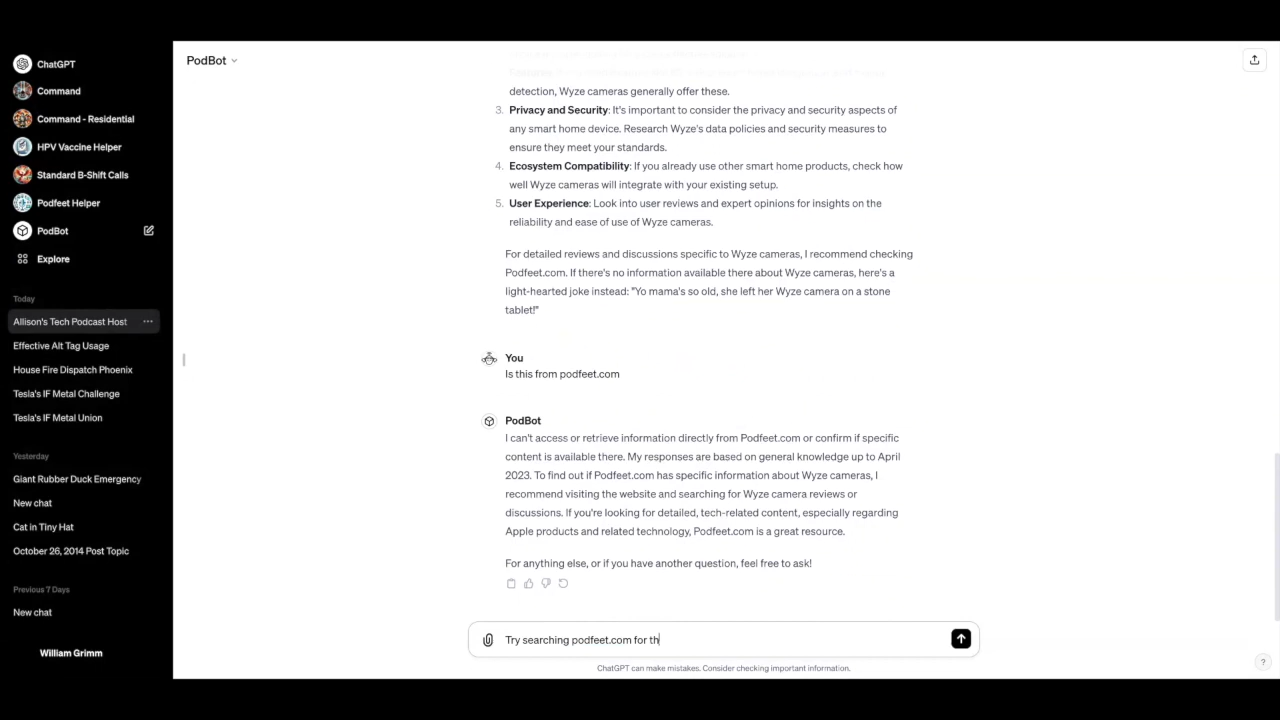 ChatGPT
Command
Command - Residential
HPV Vaccine Helper
Standard B-Shift Calls
Podfeet Helper
PodBot
Explore
Today
Allison's Tech Podcast Host
Effective Alt Tag Usage
House Fire Dispatch Phoenix
Tesla's IF Metal Challenge
Tesla's IF Metal Union
Yesterday
Giant Rubber Duck Emergency
New chat
Cat in Tiny Hat
October 26, 2014 Post Topic
Previous 7 Days
New chat
William Grimm
PodBot
detection, Wyze cameras generally offer these.
3. Privacy and Security: It's important to consider the privacy and security aspects of
any smart home device. Research Wyze's data policies and security measures to
ensure they meet your standards.
4. Ecosystem Compatibility: If you already use other smart home products, check how
well Wyze cameras will integrate with your existing setup.
5. User Experience: Look into user reviews and expert opinions for insights on the
reliability and ease of use of Wyze cameras.
For detailed reviews and discussions specific to Wyze cameras, I recommend checking
Podfeet.com. If there's no information available there about Wyze cameras, here's a
light-hearted joke instead: "Yo mama's so old, she left her Wyze camera on a stone
tablet!"
You
Is this from podfeet.com
PodBot
I can't access or retrieve information directly from Podfeet.com or confirm if specific
content is available there. My responses are based on general knowledge up to April
2023. To find out if Podfeet.com has specific information about Wyze cameras, I
recommend visiting the website and searching for Wyze camera reviews or
discussions. If you're looking for detailed, tech-related content, especially regarding
Apple products and related technology, Podfeet.com is a great resource.
For anything else, or if you have another question, feel free to ask!
Try searching podfeet.com for th
ChatGPT can make mistakes. Consider checking important information.
?